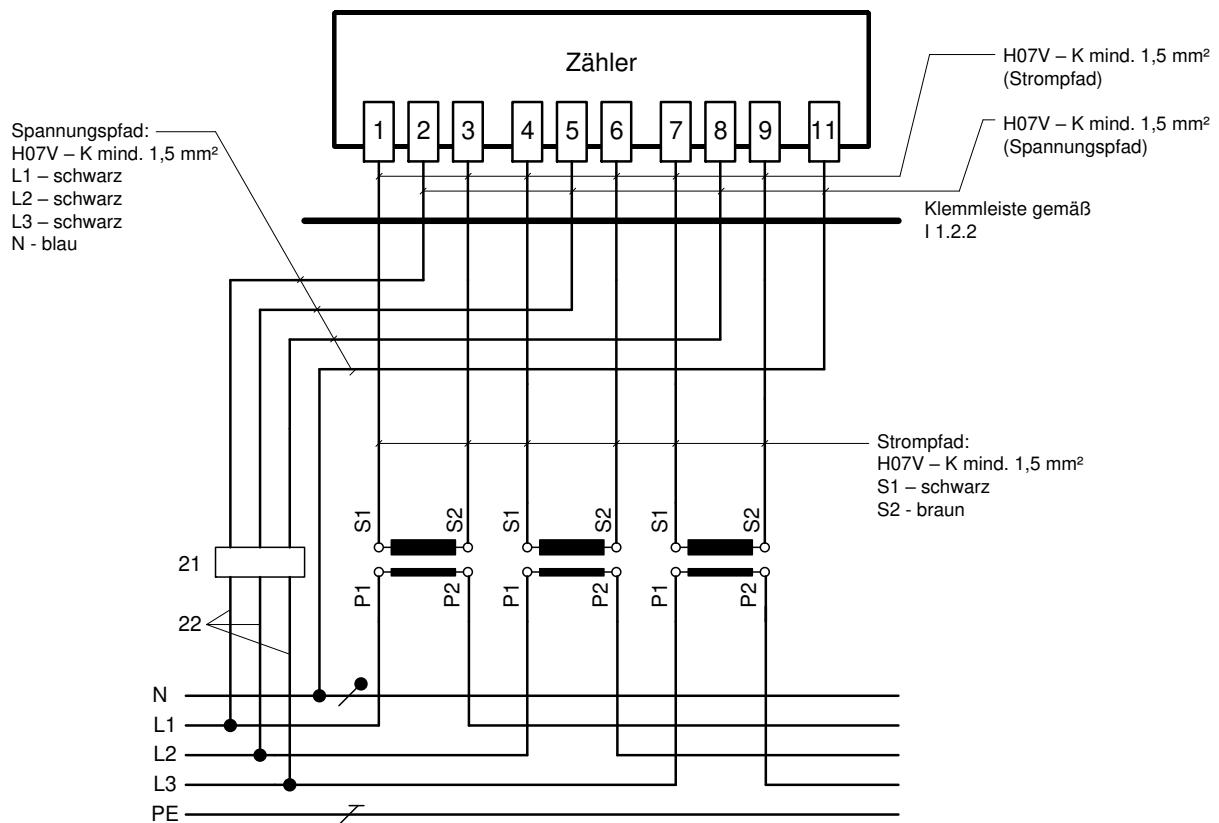 Zähler
1 2 3 4 5 6 7 8 9 11
H07V – K mind. 1,5 mm²
(Strompfad)
H07V – K mind. 1,5 mm²
(Spannungspfad)
Spannungspfad:
H07V – K mind. 1,5 mm²
L1 – schwarz
L2 – schwarz
L3 – schwarz
N - blau
Klemmleiste gemäß
I 1.2.2
Strompfad:
H07V – K mind. 1,5 mm²
S1 – schwarz
S2 - braun
S1 S2 S1 S2 S1 S2
21
P1 P2 P1 P2 P1 P2
22
N
L1
L2
L3
PE